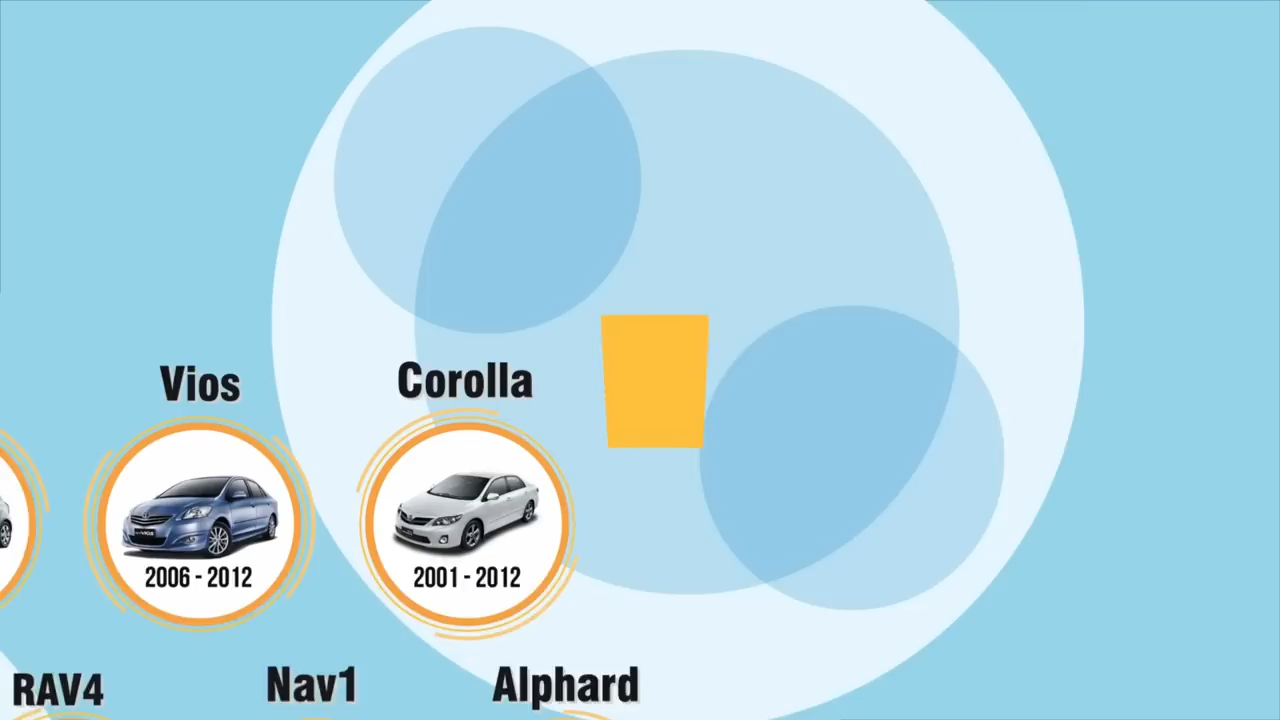 Vios
Corolla
2006 - 2012
2001 - 2012
RAV4
Nav1
Alphard